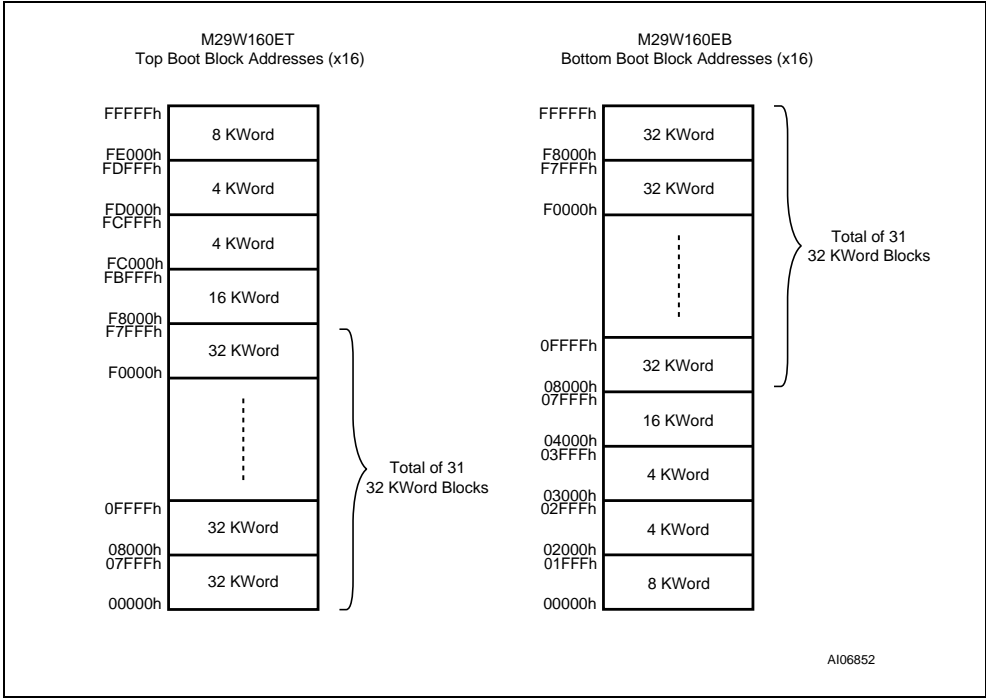 M29W160ET
Top Boot Block Addresses (x16)
FFFFFh
8 KWord
FE000h
FDFFFh
4 KWord
FD000h
FCFFFh
4 KWord
FC000h
FBFFFh
16 KWord
F8000h
F7FFFh
32 KWord
F0000h
Total of 31
32 KWord Blocks
0FFFFh
32 KWord
08000h
07FFFh
32 KWord
00000h
M29W160EB
Bottom Boot Block Addresses (x16)
FFFFFh
32 KWord
F8000h
F7FFFh
32 KWord
F0000h
Total of 31
32 KWord Blocks
0FFFFh
32 KWord
08000h
07FFFh
16 KWord
04000h
03FFFh
4 KWord
03000h
02FFFh
4 KWord
02000h
01FFFh
8 KWord
00000h
AI06852